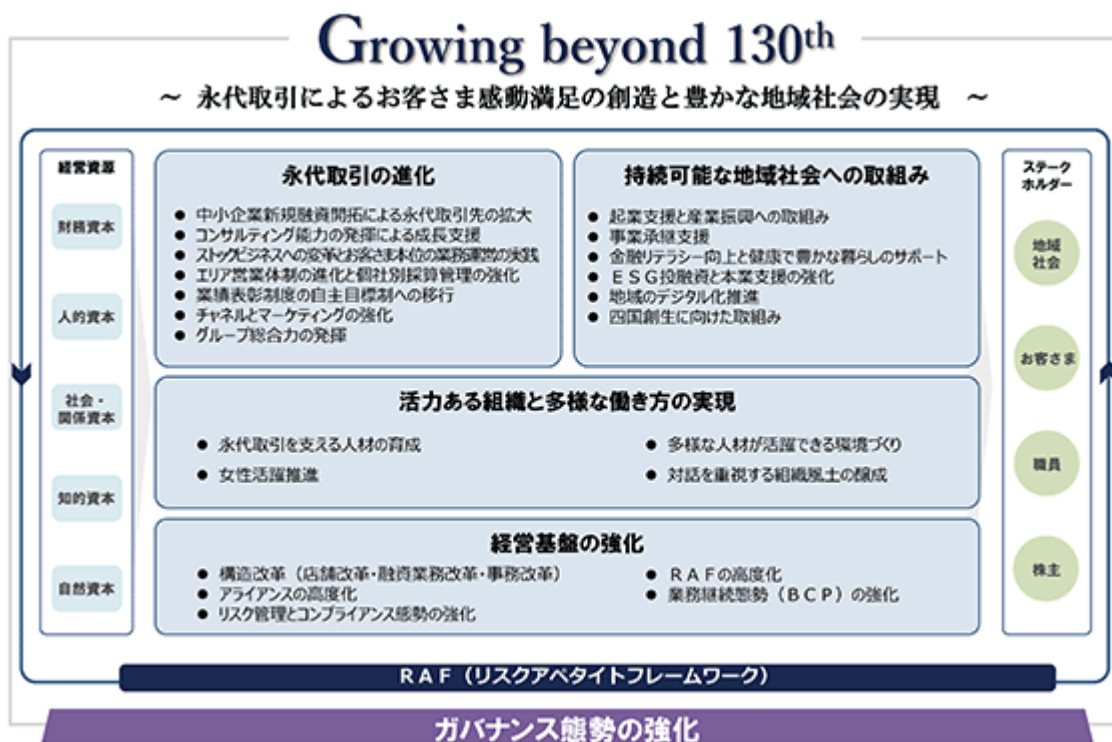 Growing beyond 130th
～ 永代取引によるお客さま感動満足の創造と豊かな地域社会の実現 ～
経営資源
財務資本
人的資本
社会・
関係資本
知的資本
自然資本
永代取引の進化
● 中小企業新規融資開拓による永代取引先の拡大
● コンサルティング能力の発揮による成長支援
● ストックビジネスへの変革とお客さま本位の業務運営の実践
● エリア営業体制の進化と個社別採算管理の強化
● 業績表彰制度の自主目標制への移行
● チャネルとマーケティングの強化
● グループ総合力の発揮
持続可能な地域社会への取組み
● 起業支援と産業振興への取組み
● 事業承継支援
● 金融リテラシー向上と健康で豊かな暮らしのサポート
● ＥＳＧ投融資と本業支援の強化
● 地域のデジタル化推進
● 四国創生に向けた取組み
活力ある組織と多様な働き方の実現
● 永代取引を支える人材の育成
● 女性活躍推進
● 多様な人材が活躍できる環境づくり
● 対話を重視する組織風土の醸成
経営基盤の強化
● 構造改革（店舗改革・融資業務改革・事務改革）
● アライアンスの高度化
● リスク管理とコンプライアンス態勢の強化
● ＲＡＦの高度化
● 業務継続態勢（ＢＣＰ）の強化
ステーク
ホルダー
地域
社会
お客さま
職員
株主
ＲＡＦ（リスクアペタイトフレームワーク）
ガバナンス態勢の強化